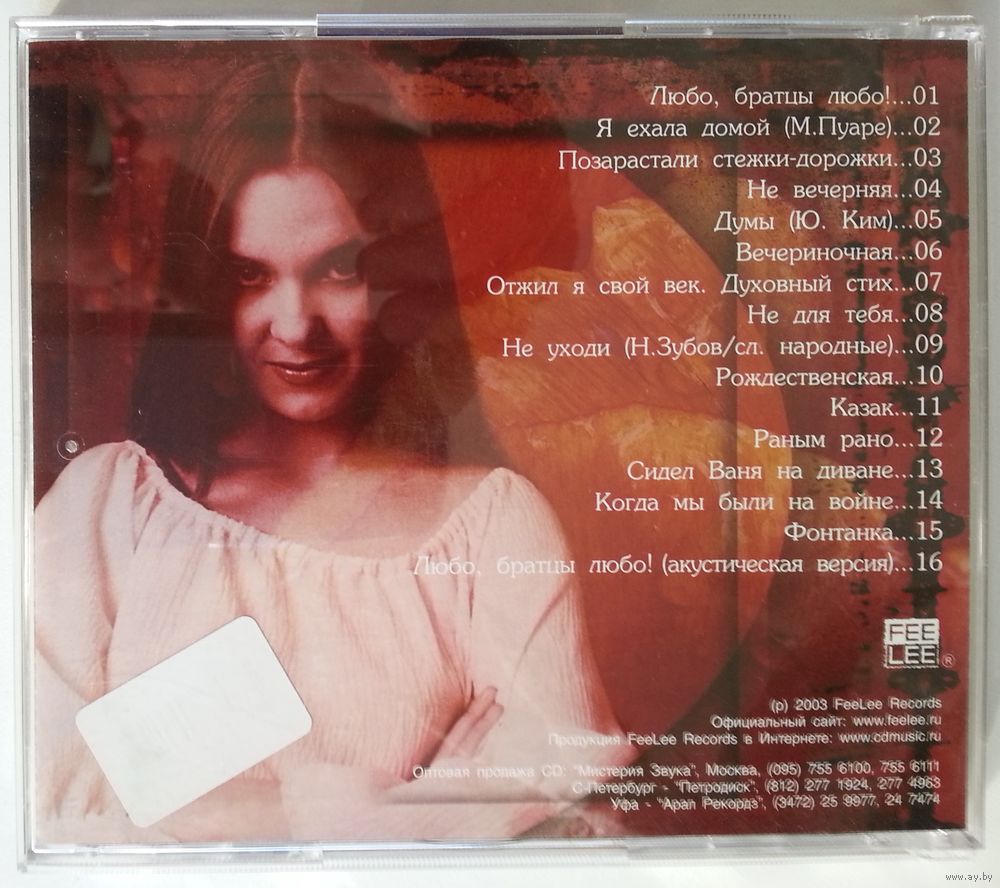 Любо, братцы любо!...01
Я ехала домой (М.Пуаре)...02
Позарастали стежки-дорожки...03
Не вечерняя...04
Думы (Ю. Ким)...05
Вечериночная...06
Отжил я свой век. Духовный стих...07
Не для тебя...08
Не уходи (Н.Зубов/сл. народные)...09
Рождественская...10
Казак...11
Раным рано...12
Сидел Ваня на диване...13
Когда мы были на войне...14
Фонтанка...15
Любо, братцы любо! (акустическая версия)...16
FEE
LEE ®
(p) 2003 FeeLee Records
Официальный сайт: www.feelee.ru
Продукция FeeLee Records в Интернете: www.cdmusic.ru
Оптовая продажа CD: "Мистерия Звука", Москва, (095) 755 6100, 755 6111
С-Петербург - "Петродиск", (812) 277 1924, 277 4963
Уфа - "Арал Рекордз", (3472) 25 9977, 24 7474
www.ay.by